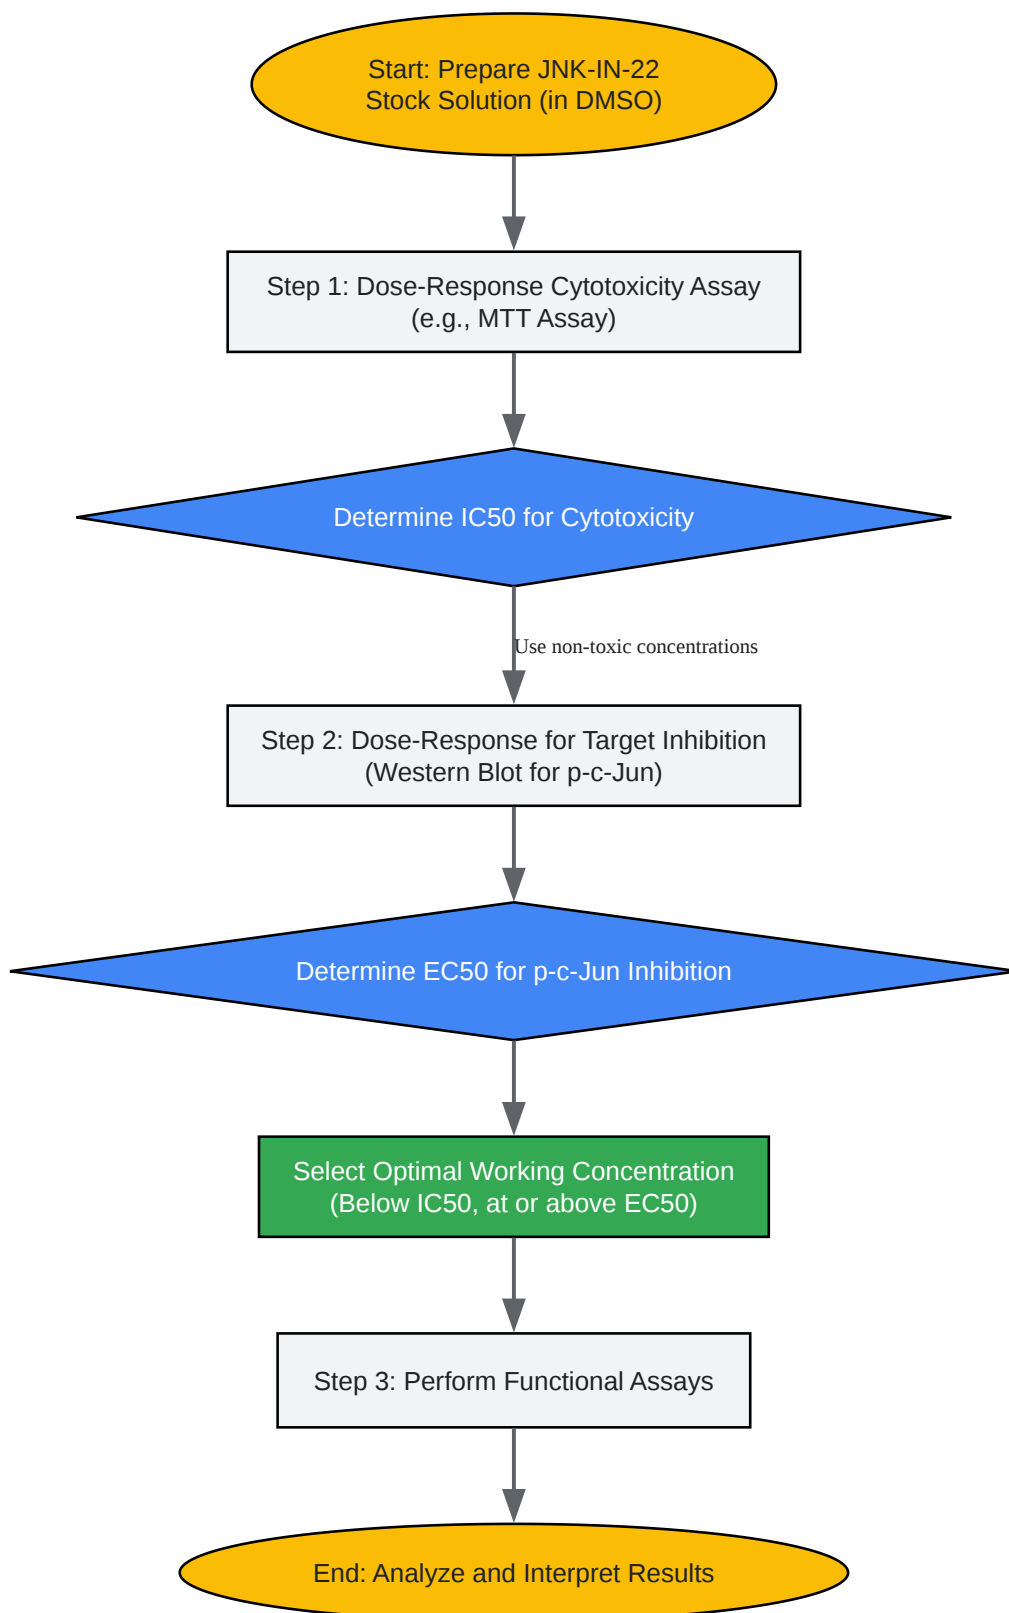 Start: Prepare JNK-IN-22
Stock Solution (in DMSO)
Step 1: Dose-Response Cytotoxicity Assay
(e.g., MTT Assay)
Determine IC50 for Cytotoxicity
Use non-toxic concentrations
Step 2: Dose-Response for Target Inhibition
(Western Blot for p-c-Jun)
Determine EC50 for p-c-Jun Inhibition
Select Optimal Working Concentration
(Below IC50, at or above EC50)
Step 3: Perform Functional Assays
End: Analyze and Interpret Results